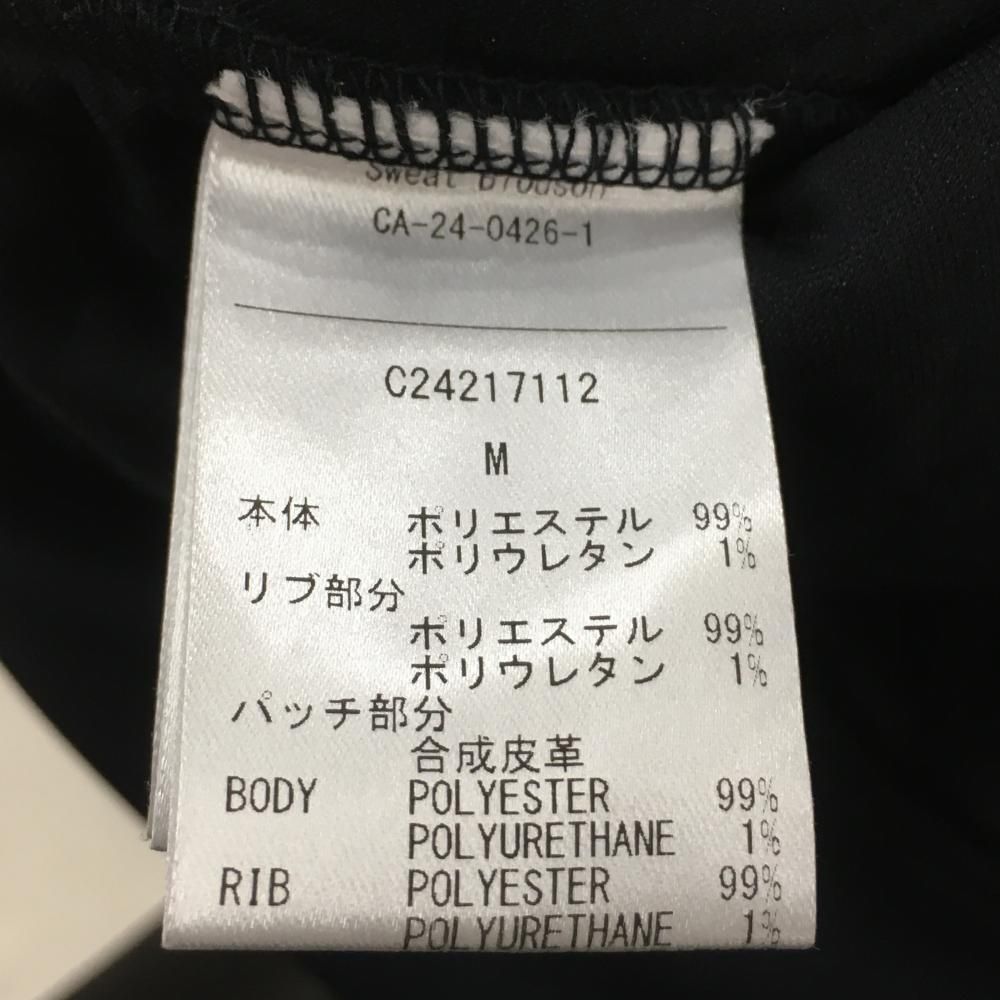 Sweat Blouson
CA-24-0426-1
C24217112
M
本体 ポリエステル 99%
ポリウレタン 1%
リブ部分
ポリエステル 99%
ポリウレタン 1%
パッチ部分
合成皮革
BODY POLYESTER 99%
POLYURETHANE 1%
RIB POLYESTER 99%
POLYURETHANE 1%